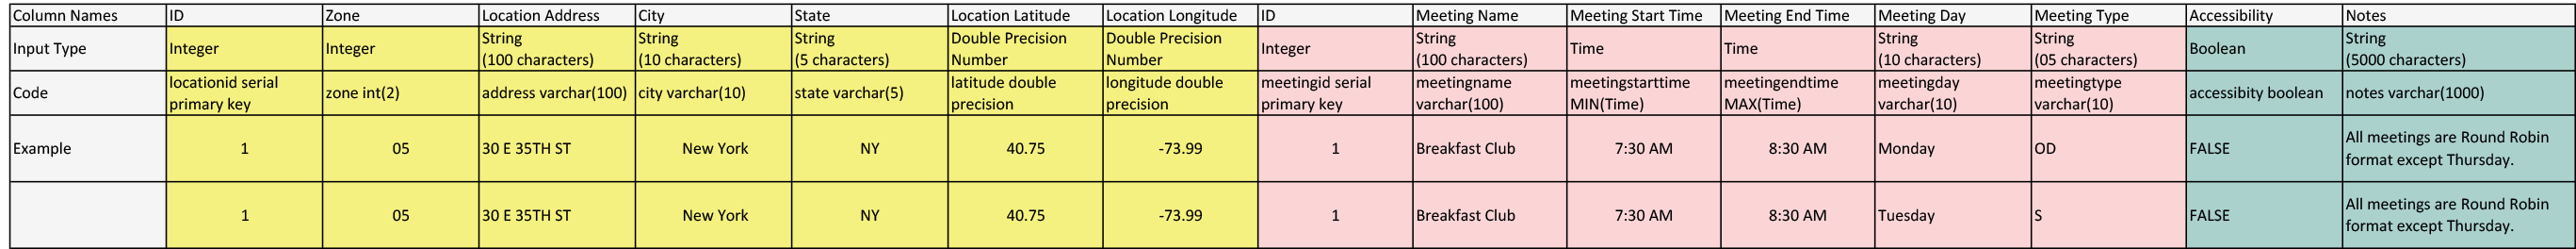 Column Names ID Zone Location Address City State Location Latitude Location Longitude ID Meeting Name Meeting Start Time Meeting End Time Meeting Day Meeting Type Accessibility Notes
Input Type Integer Integer String (100 characters) String (10 characters) String (5 characters) Double Precision Number Double Precision Number Integer String (100 characters) Time Time String (10 characters) String (05 characters) Boolean String (5000 characters)
Code locationid serial primary key zone int(2) address varchar(100) city varchar(10) state varchar(5) latitude double precision longitude double precision meetingid serial primary key meetingname varchar(100) meetingstarttime MIN(Time) meetingendtime MAX(Time) meetingday varchar(10) meetingtype varchar(10) accessibity boolean notes varchar(1000)
Example 1 05 30 E 35TH ST New York NY 40.75 -73.99 1 Breakfast Club 7:30 AM 8:30 AM Monday OD FALSE All meetings are Round Robin format except Thursday.
1 05 30 E 35TH ST New York NY 40.75 -73.99 1 Breakfast Club 7:30 AM 8:30 AM Tuesday S FALSE All meetings are Round Robin format except Thursday.